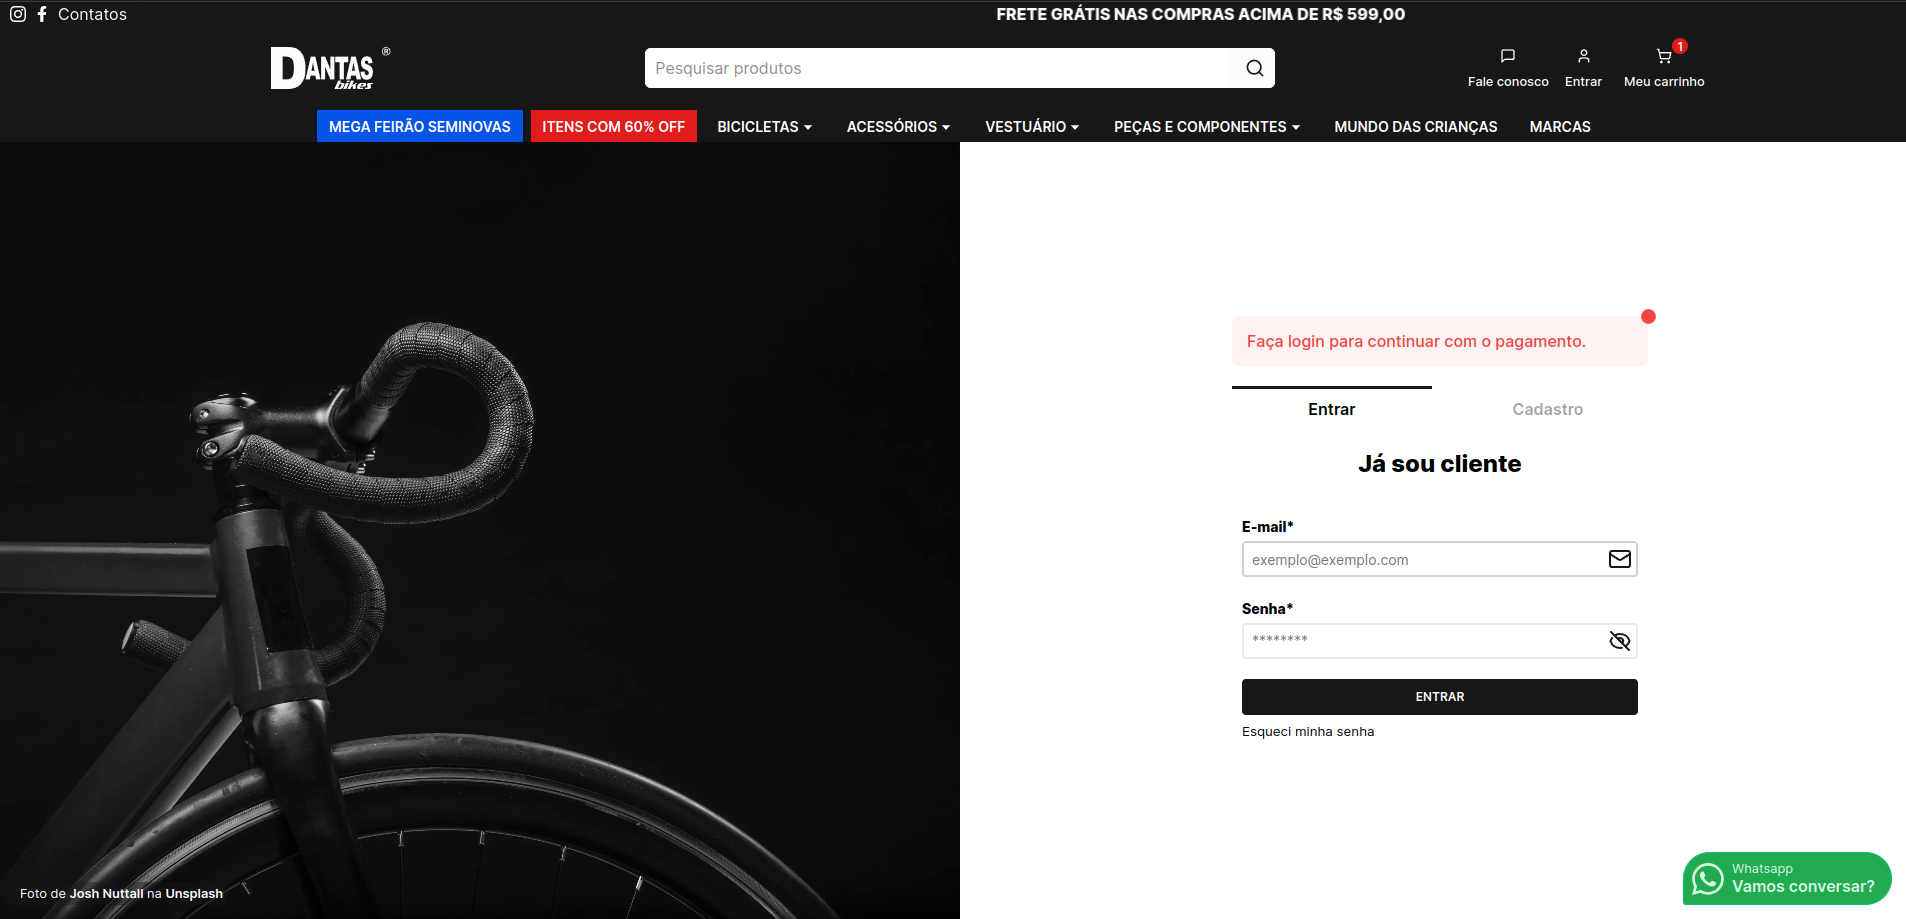 Contatos
FRETE GRÁTIS NAS COMPRAS ACIMA DE R$ 599,00
DANTAS ®
bikes
Pesquisar produtos
1
Fale conosco
Entrar
Meu carrinho
MEGA FEIRÃO SEMINOVAS
ITENS COM 60% OFF
BICICLETAS
ACESSÓRIOS
VESTUÁRIO
PEÇAS E COMPONENTES
MUNDO DAS CRIANÇAS
MARCAS
Faça login para continuar com o pagamento.
Entrar
Cadastro
Já sou cliente
E-mail*
exemplo@exemplo.com
Senha*
********
ENTRAR
Esqueci minha senha
Foto de Josh Nuttall na Unsplash
Whatsapp
Vamos conversar?